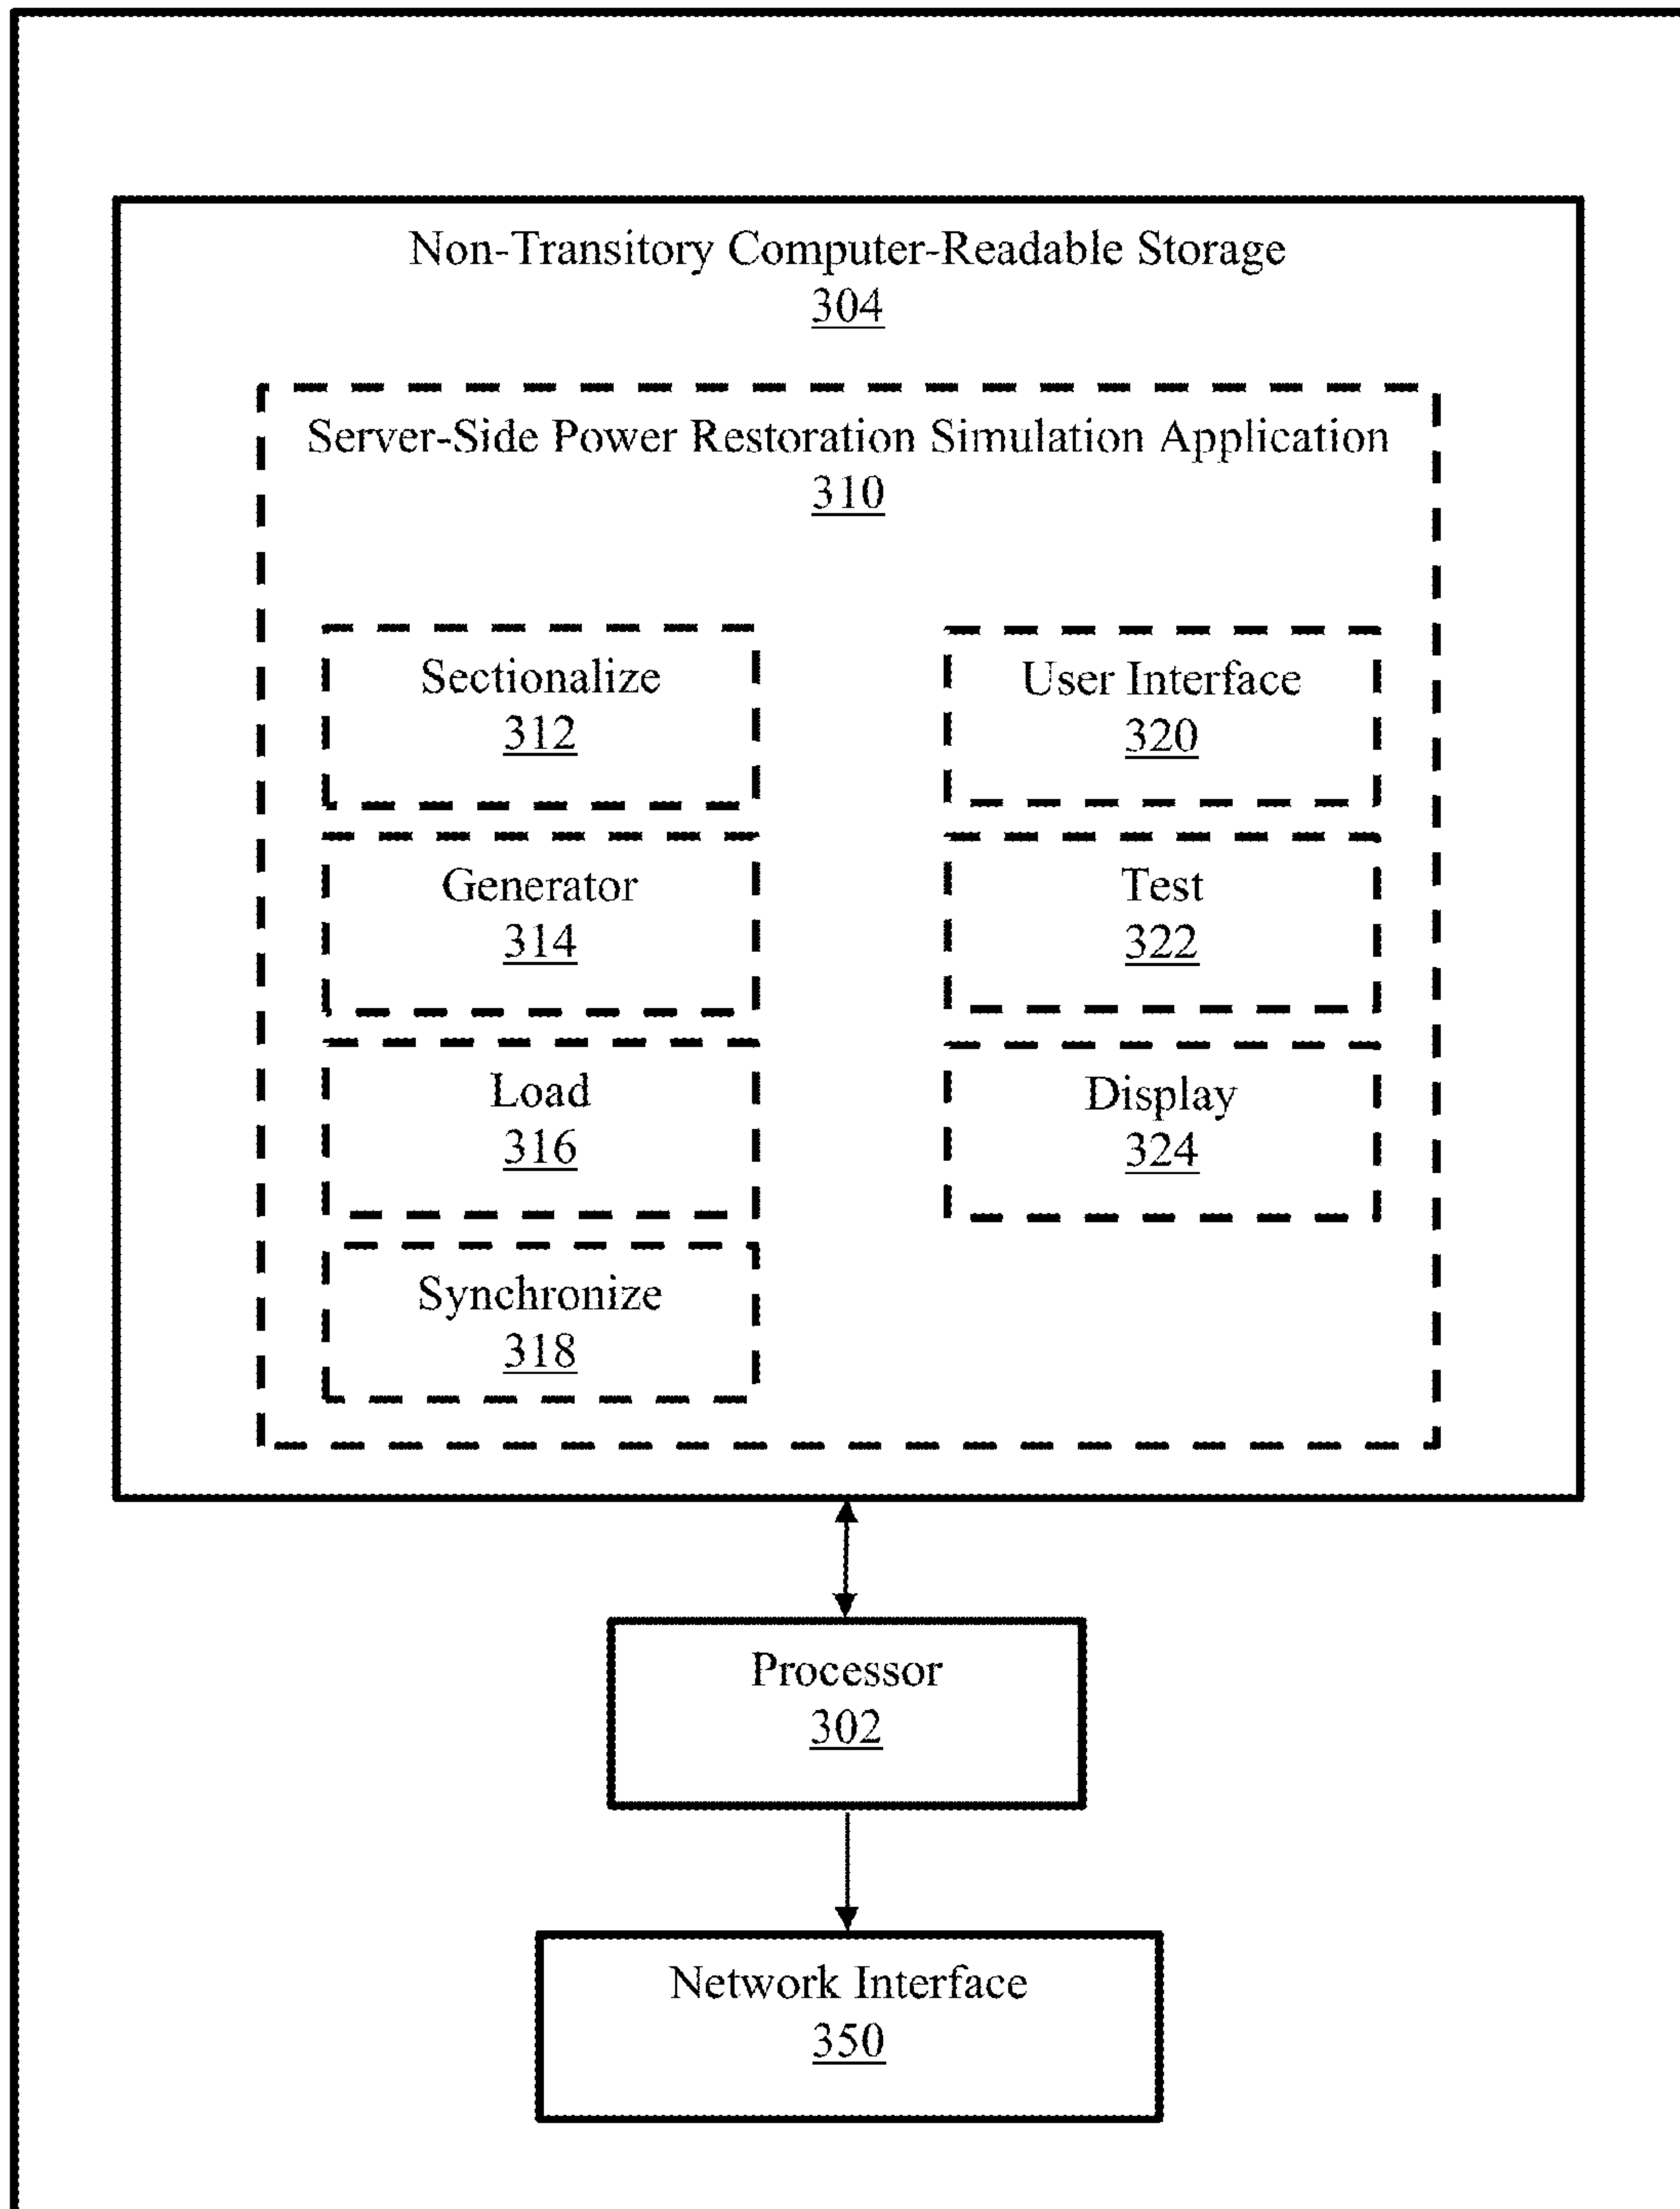 Non-Transitory Computer-Readable Storage
304
Server-Side Power Restoration Simulation Application
310
Sectionalize
312
Generator
314
Load
316
Synchronize
318
User Interface
320
Test
322
Display
324
Processor
302
Network Interface
350